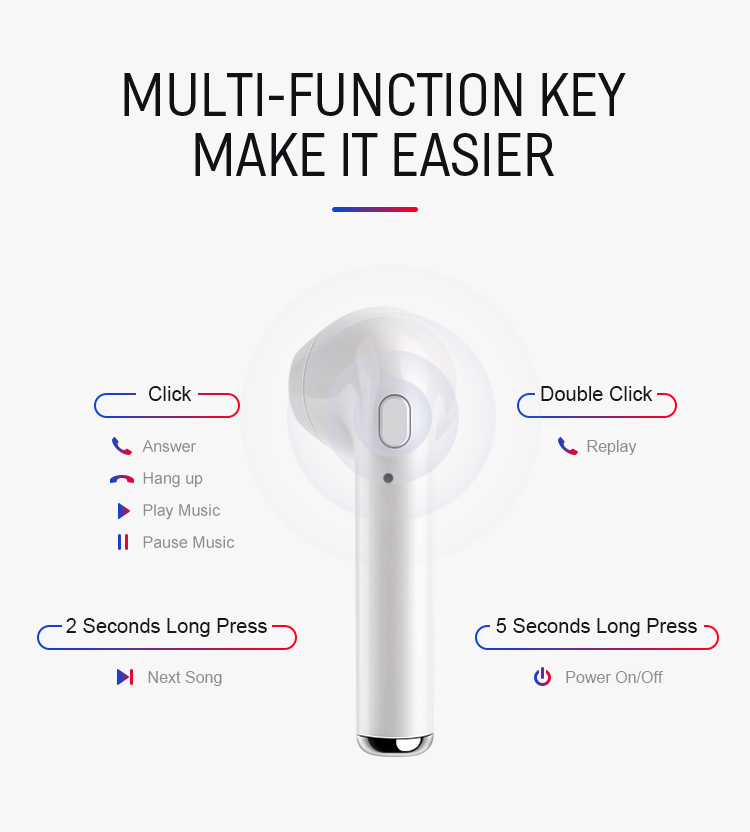 MULTI-FUNCTION KEY
MAKE IT EASIER
Click
Answer
Hang up
Play Music
Pause Music
Double Click
Replay
2 Seconds Long Press
Next Song
5 Seconds Long Press
Power On/Off